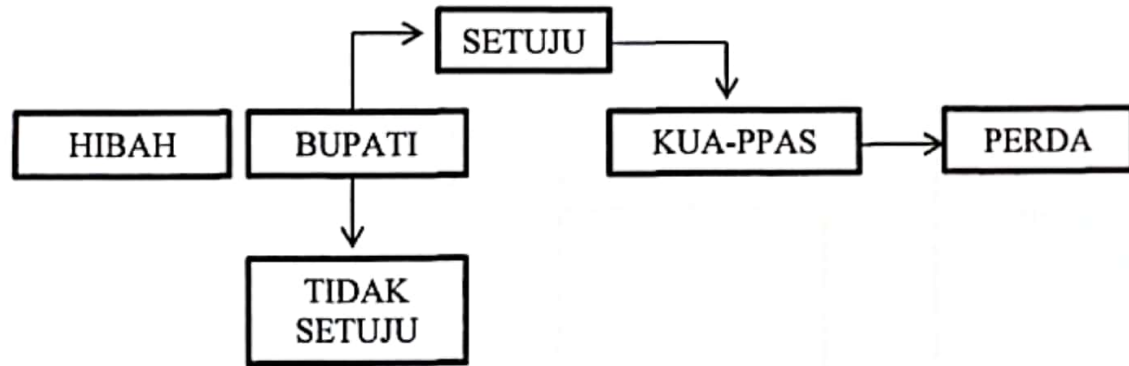 SETUJU
HIBAH
BUPATI
KUA-PPAS
PERDA
TIDAK
SETUJU